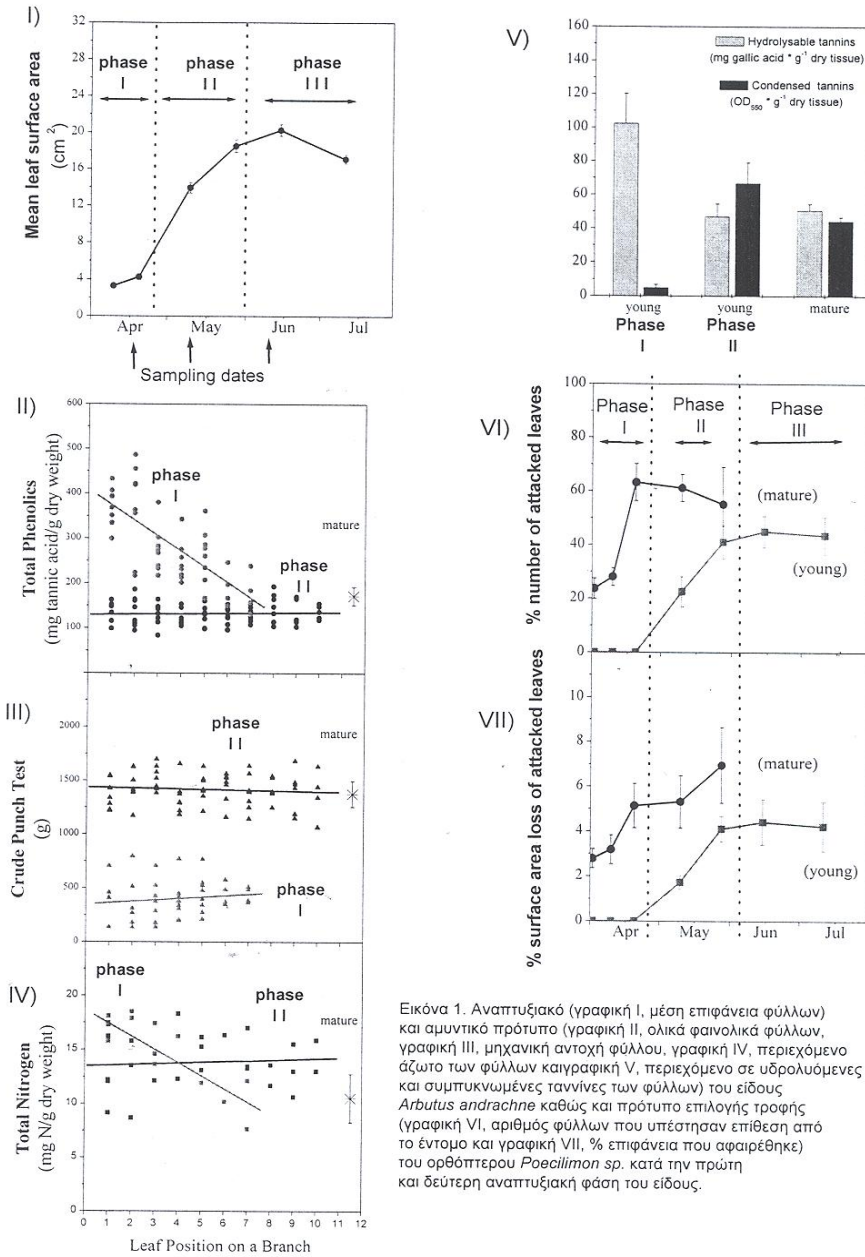 I)
phase I
phase II
phase III
Mean leaf surface area (cm²)
24
20
16
12
8
4
0
Apr May Jun Jul
Sampling dates
II)
Total Phenolics
(mg tannic acid/g dry weight)
600
500
400
300
200
100
phase I
phase II
mature
III)
Crude Punch Test
(g)
2000
1500
1250
1000
500
250
0
phase II
mature
phase I
IV)
Total Nitrogen
(mg N/g dry weight)
20
15
10
5
0
phase I
phase II
mature
0 1 2 3 4 5 6 7 8 9 10 11 12
Leaf Position on a Branch
V)
160
140
120
100
80
60
40
20
0
Hydrolysable tannins
(mg gallic acid * g⁻¹ dry tissue)
Condensed tannins
(OD₅₅₀ * g⁻¹ dry tissue)
young young mature
Phase I
Phase II
VI)
% number of attacked leaves
100
80
60
40
20
0
Phase I
Phase II
Phase III
(mature)
(young)
VII)
% surface area loss of attacked leaves
10
8
6
4
2
0
(mature)
(young)
Apr May Jun Jul
Εικόνα 1. Αναπτυξιακό (γραφική I, μέση επιφάνεια φύλλων)
και αμυντικό πρότυπο (γραφική II, ολικά φαινολικά φύλλων,
γραφική III, μηχανική αντοχή φύλλου, γραφική IV, περιεχόμενο
άζωτο των φύλλων καιγραφική V, περιεχόμενο σε υδρολυόμενες
και συμπυκνωμένες ταννίνες των φύλλων) του είδους
Arbutus andrachne καθώς και πρότυπο επιλογής τροφής
(γραφική VI, αριθμός φύλλων που υπέστησαν επίθεση από
το έντομο και γραφική VII, % επιφάνεια που αφαιρέθηκε)
του ορθόπτερου Poecilimon sp. κατά την πρώτη
και δεύτερη αναπτυξιακή φάση του είδους.